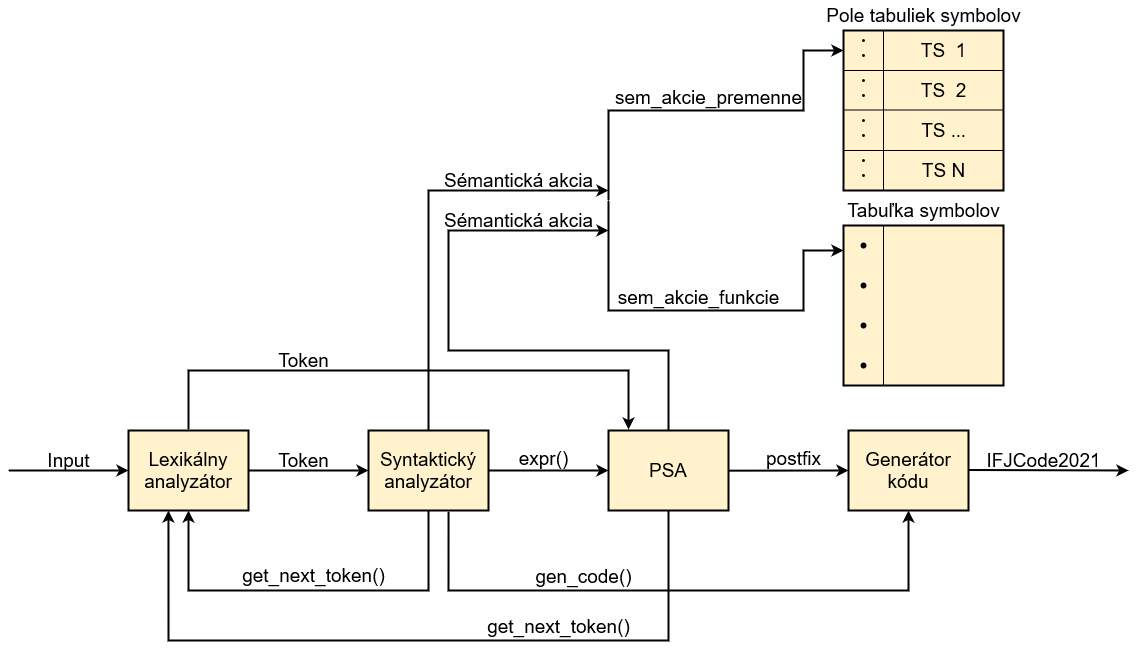 Pole tabuliek symbolov
TS 1
sem_akcie_premenne
TS 2
TS ...
TS N
Sémantická akcia
Tabuľka symbolov
Sémantická akcia
sem_akcie_funkcie
Token
Input
Lexikálny
analyzátor
Token
Syntaktický
analyzátor
expr()
PSA
postfix
Generátor
kódu
IFJCode2021
get_next_token()
gen_code()
get_next_token()